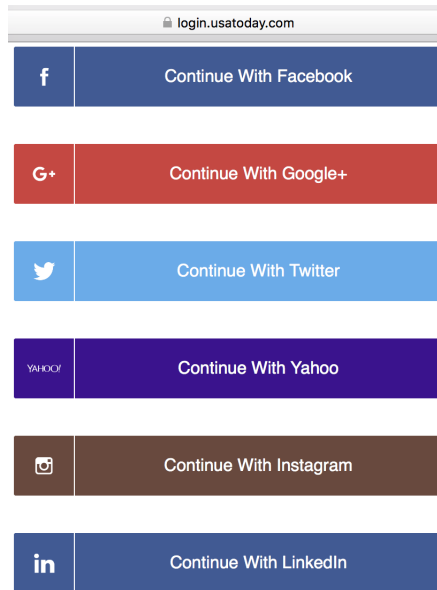 login.usatoday.com
f Continue With Facebook
G+ Continue With Google+
Continue With Twitter
YAHOO! Continue With Yahoo
Continue With Instagram
in Continue With LinkedIn